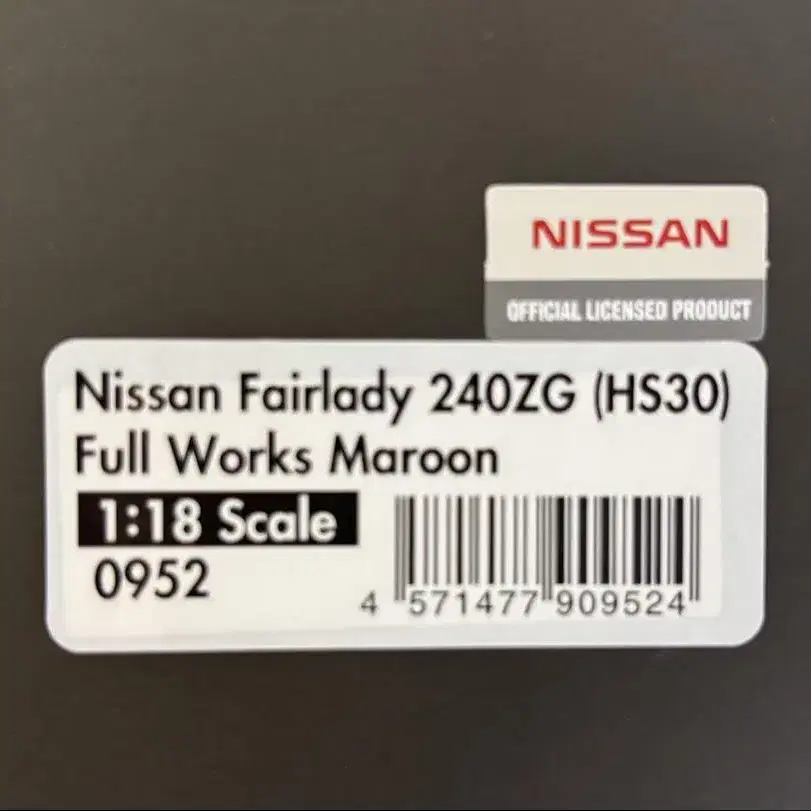 NISSAN
OFFICIAL LICENSED PRODUCT
Nissan Fairlady 240ZG (HS30)
Full Works Maroon
1:18 Scale
0952
4 571477 909524